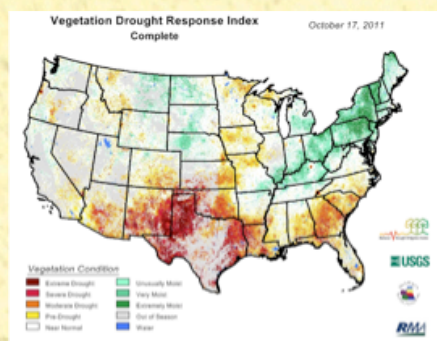 Vegetation Drought Response Index
Complete
October 17, 2011
Vegetation Condition
Extreme Drought
Severe Drought
Moderate Drought
Pre-Drought
Near Normal
Unusually Moist
Very Moist
Extremely Moist
Out of Season
Water
USGS
RMA